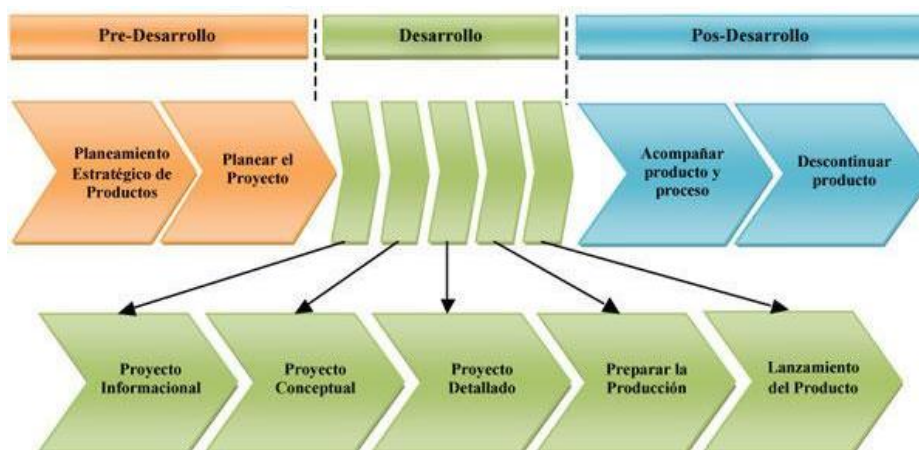 Pre-Desarrollo
Desarrollo
Pos-Desarrollo
Planeamiento
Estratégico de
Productos
Planear el
Proyecto
Acompañar
producto y
proceso
Descontinuar
producto
Proyecto
Informacional
Proyecto
Conceptual
Proyecto
Detallado
Preparar la
Producción
Lanzamiento
del Producto